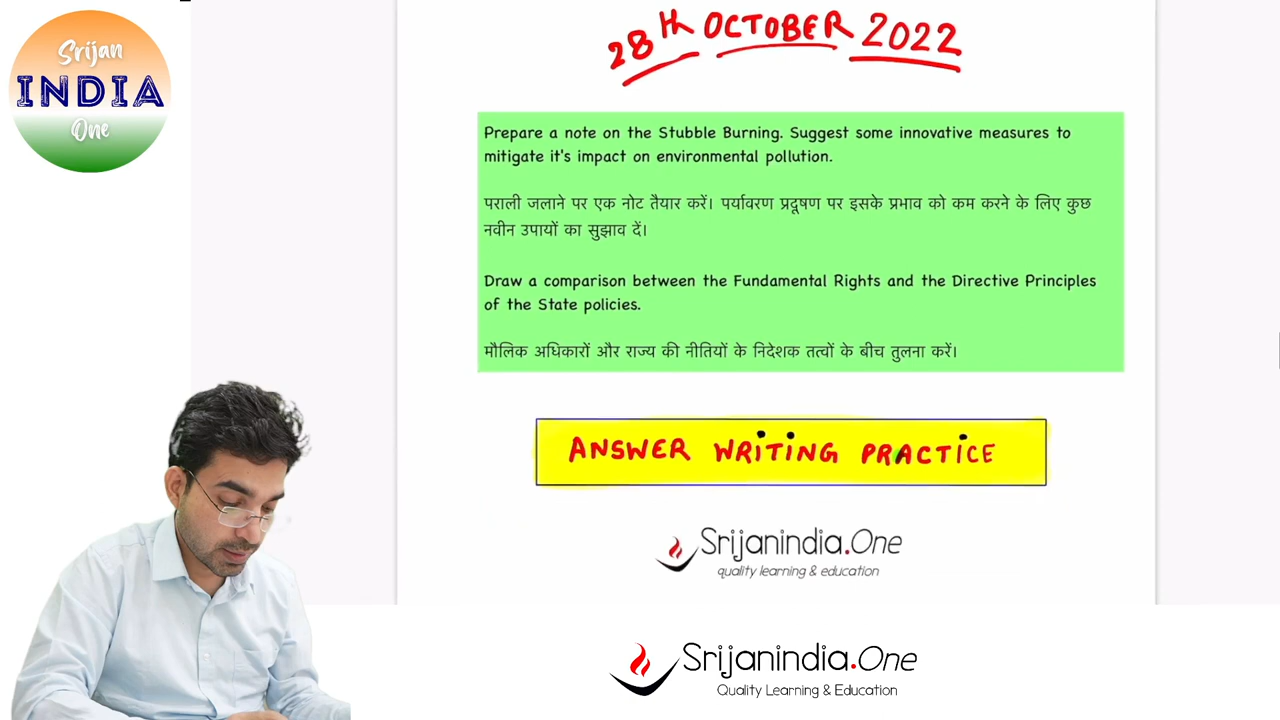 Srijan
INDIA
One
28th OCTOBER 2022
Prepare a note on the Stubble Burning. Suggest some innovative measures to
mitigate it's impact on environmental pollution.
पराली जलाने पर एक नोट तैयार करें। पर्यावरण प्रदूषण पर इसके प्रभाव को कम करने के लिए कुछ
नवीन उपायों का सुझाव दें।
Draw a comparison between the Fundamental Rights and the Directive Principles
of the State policies.
मौलिक अधिकारों और राज्य की नीतियों के निदेशक तत्वों के बीच तुलना करें।
ANSWER WRiTiNG PRACTiCE
Srijanindia.One
quality learning & education
Srijanindia.One
Quality Learning & Education